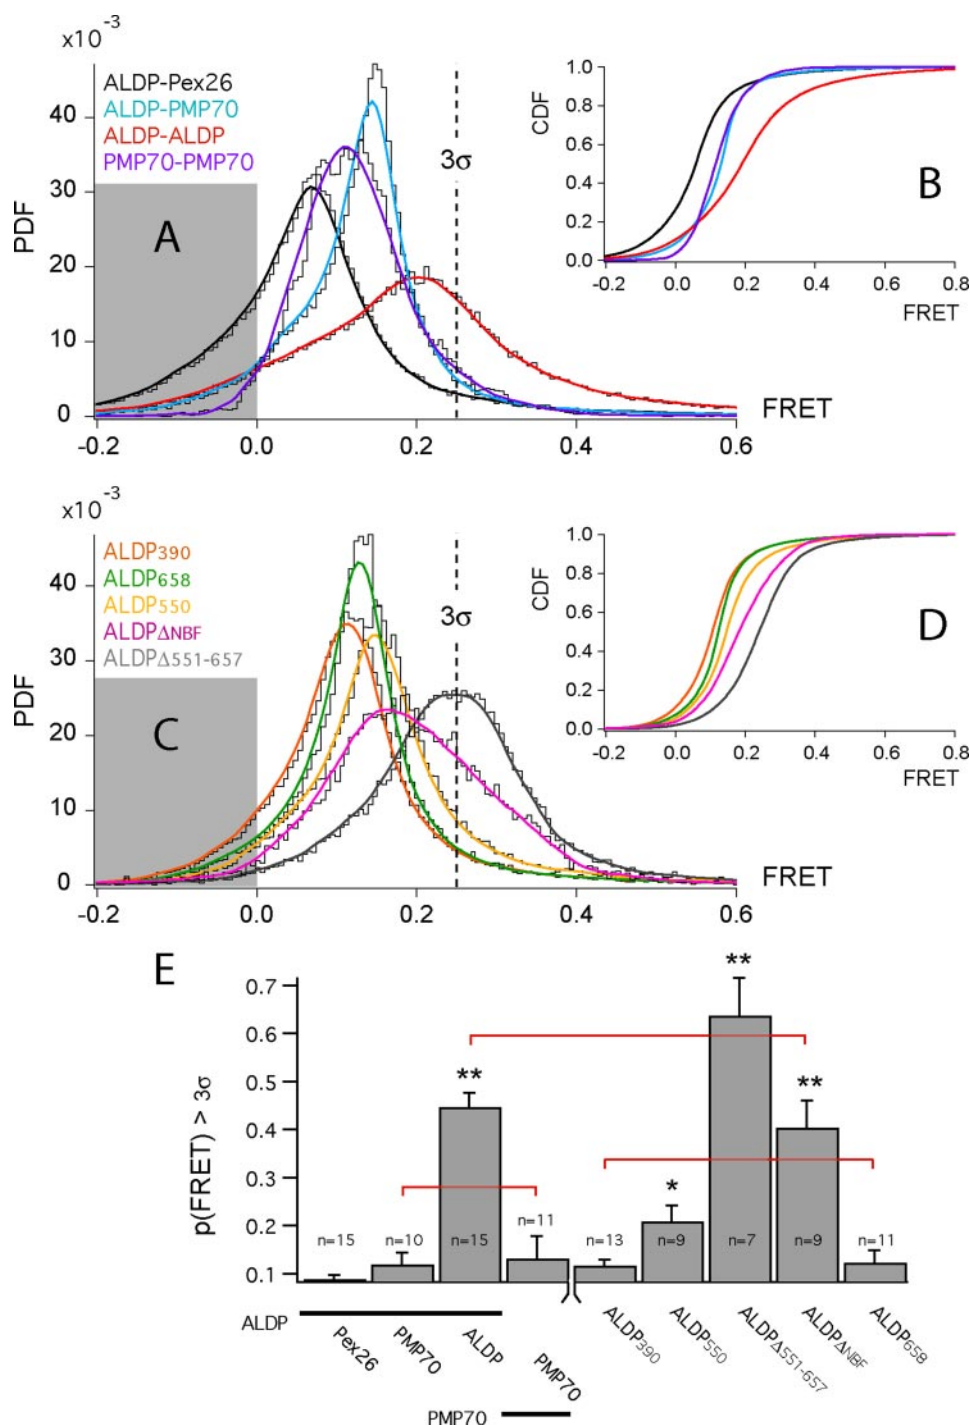 x10⁻³
ALDP-Pex26
ALDP-PMP70
ALDP-ALDP
PMP70-PMP70
A
3σ
PDF
40
30
20
10
0
FRET
-0.2 0.0 0.2 0.4 0.6
CDF
1.0
0.8
0.6
0.4
0.2
0.0
B
-0.2 0.0 0.2 0.4 0.6 0.8
FRET
x10⁻³
ALDP390
ALDP658
ALDP550
ALDPΔNBF
ALDPΔ551-657
C
3σ
PDF
40
30
20
10
0
FRET
-0.2 0.0 0.2 0.4 0.6
CDF
1.0
0.8
0.6
0.4
0.2
0.0
D
-0.2 0.0 0.2 0.4 0.6 0.8
FRET
E
p(FRET) > 3σ
0.7
0.6
0.5
0.4
0.3
0.2
0.1
** ** ** *
n=15 n=10 n=15 n=11 n=13 n=9 n=7 n=9 n=11
ALDP
Pex26
PMP70
ALDP
PMP70
ALDP390
ALDP550
ALDPΔ551-657
ALDPΔNBF
ALDP658
PMP70